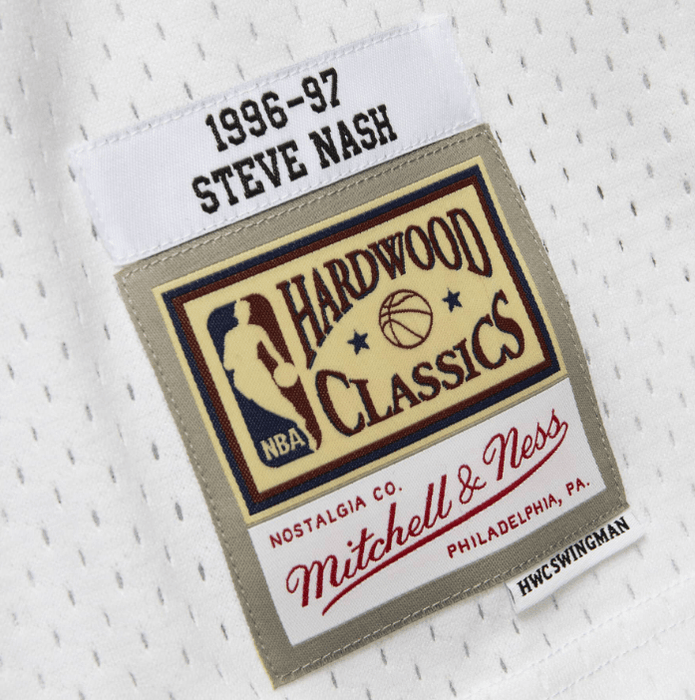 1996-97
STEVE NASH
HARDWOOD
CLASSICS
NBA
NOSTALGIA CO.
Mitchell & Ness
PHILADELPHIA, PA.
HWCSWINGMAN